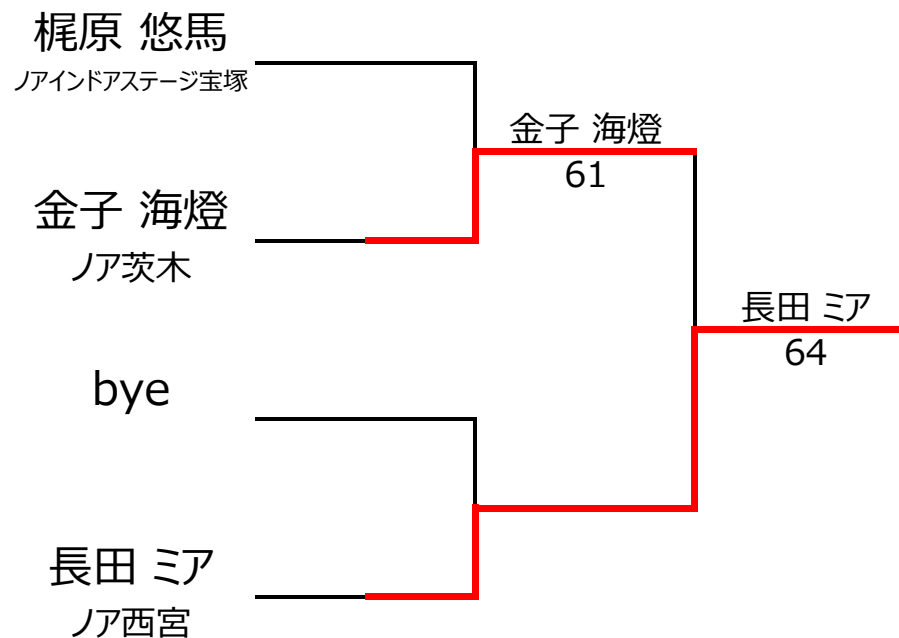 梶原 悠馬
ノアインドアステージ宝塚
金子 海燈
61
金子 海燈
ノア茨木
長田 ミア
64
bye
長田 ミア
ノア西宮